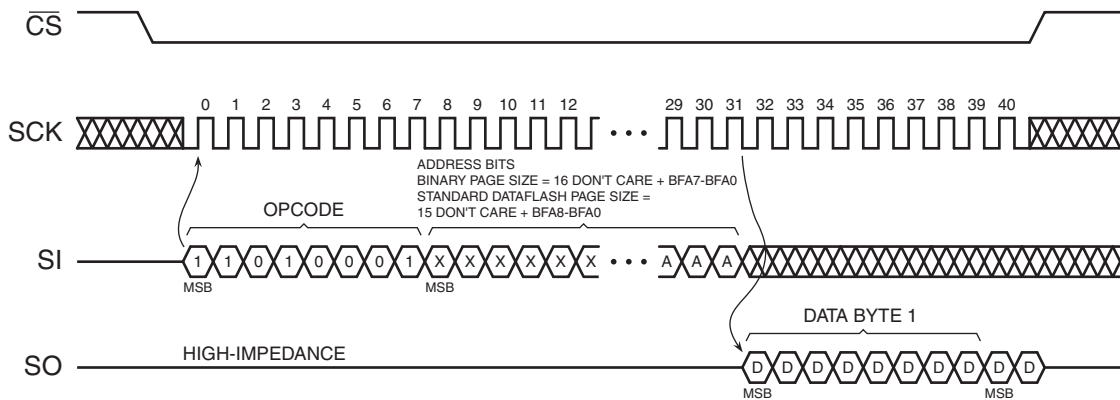 CS
SCK
0 1 2 3 4 5 6 7 8 9 10 11 12 29 30 31 32 33 34 35 36 37 38 39 40
ADDRESS BITS
BINARY PAGE SIZE = 16 DON'T CARE + BFA7-BFA0
STANDARD DATAFLASH PAGE SIZE =
15 DON'T CARE + BFA8-BFA0
OPCODE
SI
1 1 0 1 0 0 0 1 X X X X X X ••• A A A
MSB MSB
DATA BYTE 1
HIGH-IMPEDANCE
SO
D D D D D D D D D D
MSB MSB